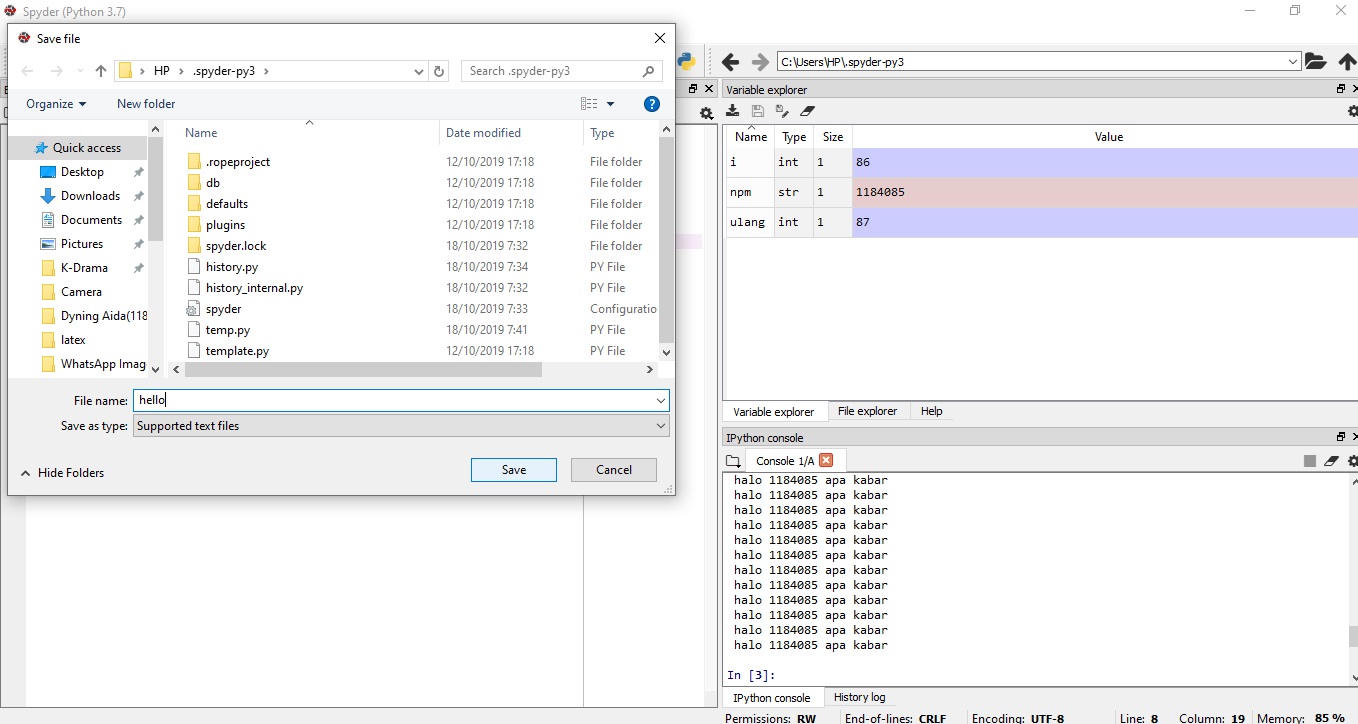 Spyder (Python 3.7)
Save file
HP › .spyder-py3 ›
Search .spyder-py3
Organize
New folder
Quick access
Desktop
Downloads
Documents
Pictures
K-Drama
Camera
Dyning Aida(118
latex
WhatsApp Imag
Name Date modified Type
.ropeproject 12/10/2019 17:18 File folder
db 12/10/2019 17:18 File folder
defaults 12/10/2019 17:18 File folder
plugins 12/10/2019 17:18 File folder
spyder.lock 18/10/2019 7:32 File folder
history.py 18/10/2019 7:34 PY File
history_internal.py 18/10/2019 7:32 PY File
spyder 18/10/2019 7:33 Configuratio
temp.py 18/10/2019 7:41 PY File
template.py 12/10/2019 17:18 PY File
File name: hello
Save as type: Supported text files
Hide Folders
Save
Cancel
C:\Users\HP\.spyder-py3
Variable explorer
Name Type Size Value
i int 1 86
npm str 1 1184085
ulang int 1 87
Variable explorer File explorer Help
IPython console
Console 1/A
halo 1184085 apa kabar
halo 1184085 apa kabar
halo 1184085 apa kabar
halo 1184085 apa kabar
halo 1184085 apa kabar
halo 1184085 apa kabar
halo 1184085 apa kabar
halo 1184085 apa kabar
halo 1184085 apa kabar
halo 1184085 apa kabar
halo 1184085 apa kabar
halo 1184085 apa kabar
In [3]:
IPython console History log
Permissions: RW End-of-lines: CRLF Encoding: UTF-8 Line: 8 Column: 19 Memory: 85 %